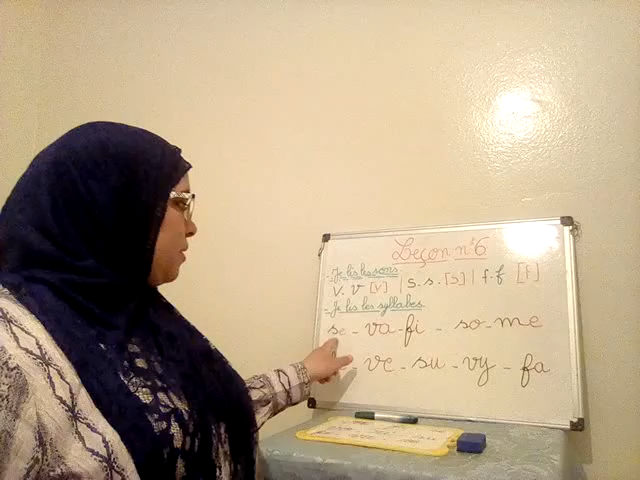 Leçon n°6
- Je lis les sons
v. v [v] | s. s. [s] | f. f [f]
- Je lis les syllabes
se - va - fi - so - me
- ve - su - vy - fa